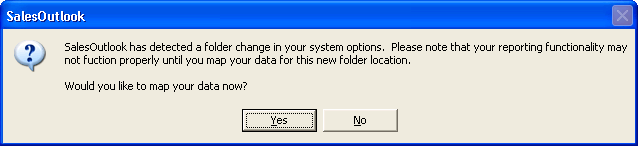 SalesOutlook
SalesOutlook has detected a folder change in your system options.  Please note that your reporting functionality may
not fuction properly until you map your data for this new folder location.
Would you like to map your data now?
Yes
No